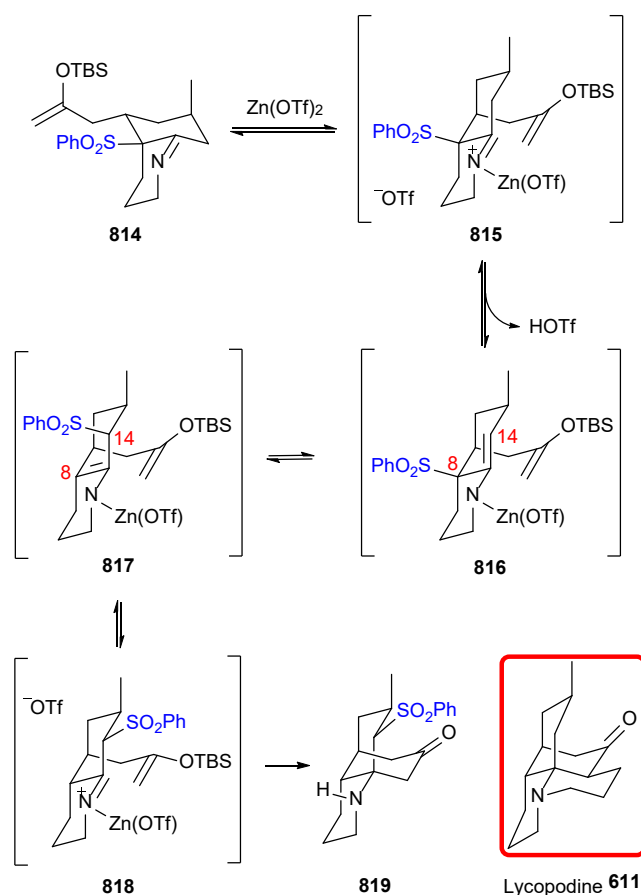 OTBS
PhO₂S
N
814
Zn(OTf)₂
PhO₂S
OTBS
N
+
Zn(OTf)
⁻OTf
815
HOTf
PhO₂S
14
OTBS
8
N
Zn(OTf)
817
14
OTBS
PhO₂S
8
N
Zn(OTf)
816
⁻OTf
SO₂Ph
OTBS
N
+
Zn(OTf)
818
SO₂Ph
O
H
N
819
O
N
Lycopodine 611